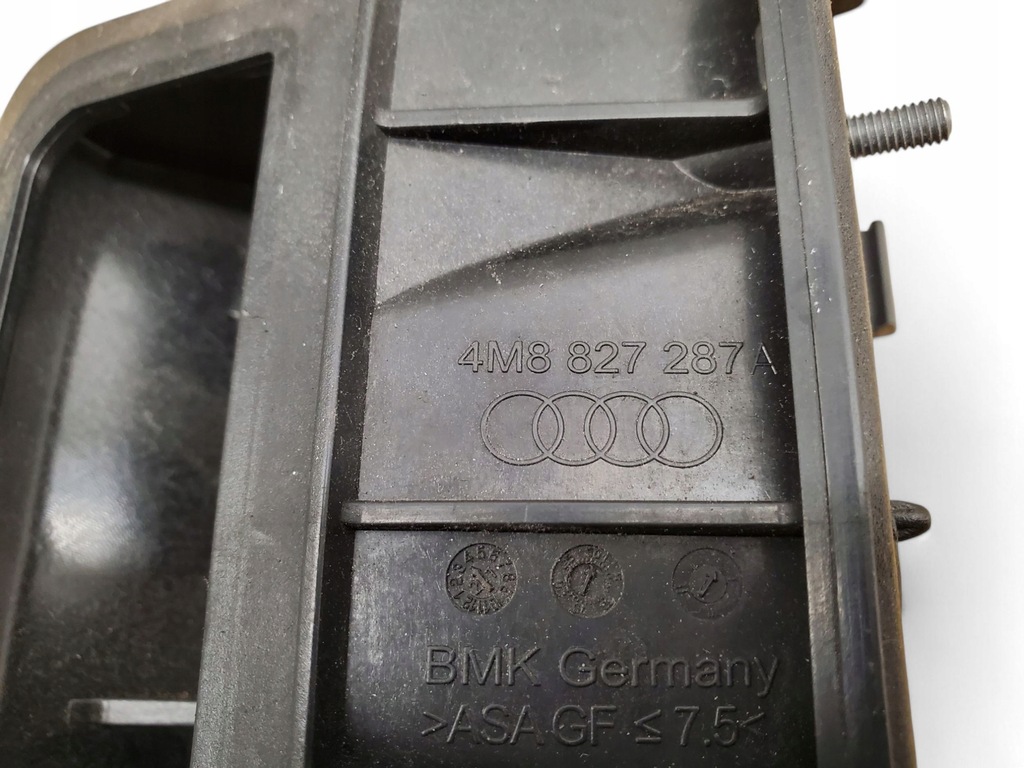 4M8 827 287 A
BMK Germany
>ASA GF ≤ 7.5<